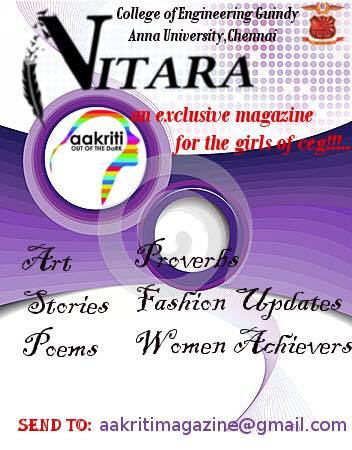 College of Engineering Guindy
Anna University,Chennai
VITARA
an exclusive magazine
for the girls of ceg!!!..
aakriti
OUT OF THE DaRK
Art
Proverbs
Stories
Fashion Updates
Poems
Women Achievers
SEND TO: aakritimagazine@gmail.com